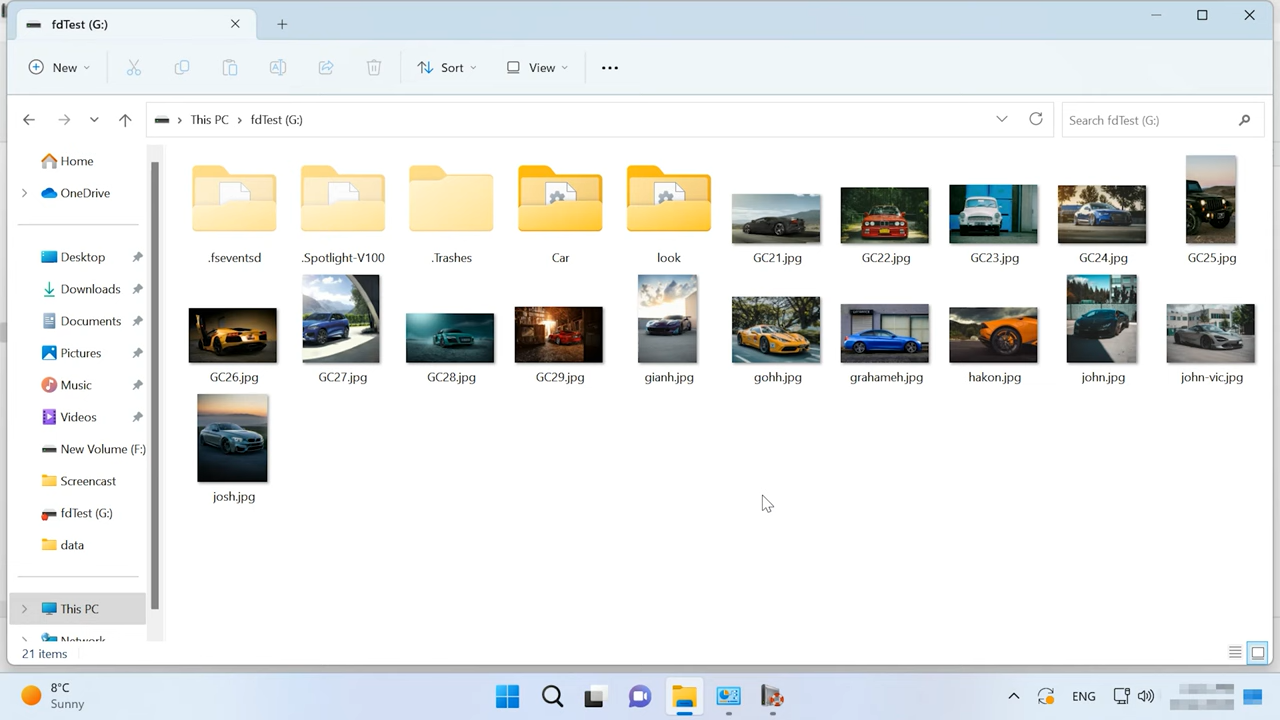 fdTest (G:)
New
Sort
View
This PC
fdTest (G:)
Search fdTest (G:)
Home
OneDrive
Desktop
Downloads
Documents
Pictures
Music
Videos
New Volume (F:)
Screencast
fdTest (G:)
data
This PC
Network
.fseventsd
.Spotlight-V100
.Trashes
Car
look
GC21.jpg
GC22.jpg
GC23.jpg
GC24.jpg
GC25.jpg
GC26.jpg
GC27.jpg
GC28.jpg
GC29.jpg
gianh.jpg
gohh.jpg
grahameh.jpg
hakon.jpg
john.jpg
john-vic.jpg
josh.jpg
21 items
8°C
Sunny
ENG